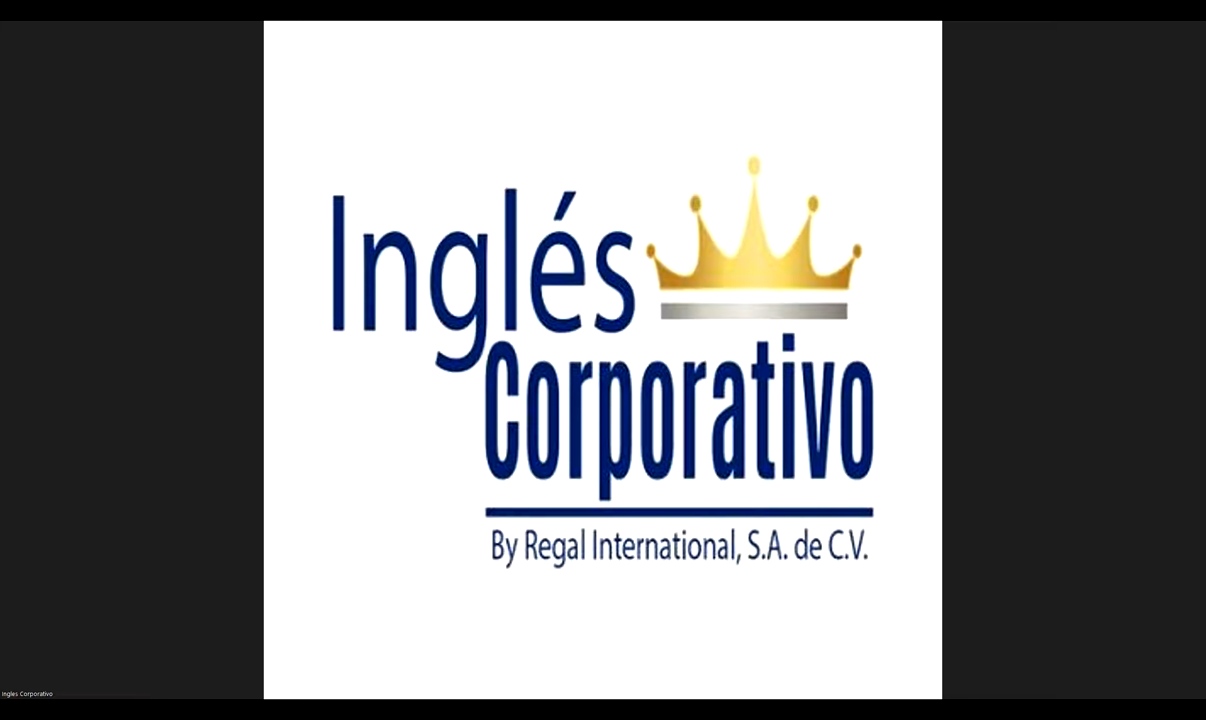 Inglés
Corporativo
By Regal International, S.A. de C.V.
Ingles Corporativo